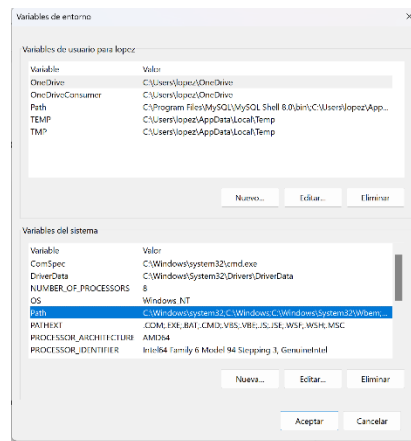 Variables de entorno
Variables de usuario para lopez
Variable Valor
OneDrive C:\Users\lopez\OneDrive
OneDriveConsumer C:\Users\lopez\OneDrive
Path C:\Program Files\MySQL\MySQL Shell 8.0\bin\;C:\Users\lopez\App...
TEMP C:\Users\lopez\AppData\Local\Temp
TMP C:\Users\lopez\AppData\Local\Temp
Nuevo... Editar... Eliminar
Variables del sistema
Variable Valor
ComSpec C:\Windows\system32\cmd.exe
DriverData C:\Windows\System32\Drivers\DriverData
NUMBER_OF_PROCESSORS 8
OS Windows_NT
Path C:\Windows\system32;C:\Windows;C:\Windows\System32\Wbem;...
PATHEXT .COM;.EXE;.BAT;.CMD;.VBS;.VBE;.JS;.JSE;.WSF;.WSH;.MSC
PROCESSOR_ARCHITECTURE AMD64
PROCESSOR_IDENTIFIER Intel64 Family 6 Model 94 Stepping 3, GenuineIntel
Nueva... Editar... Eliminar
Aceptar Cancelar